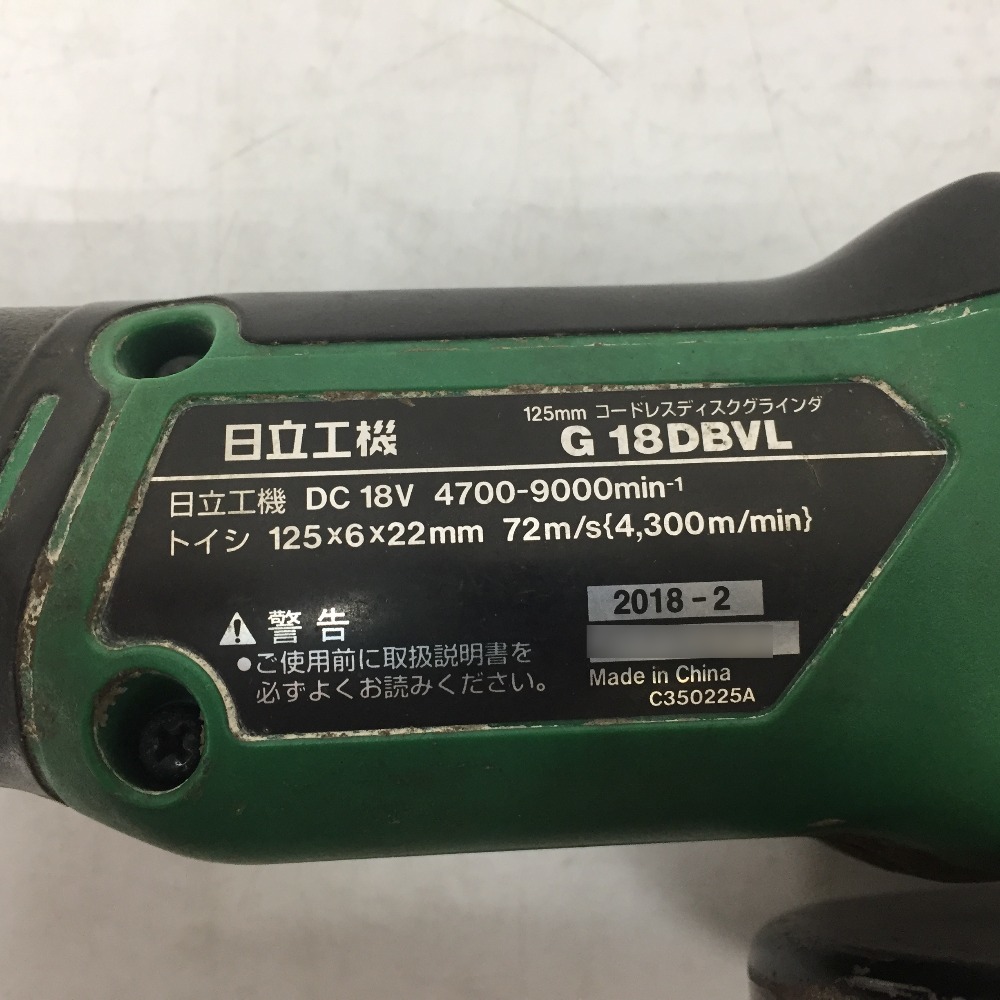 125mm コードレスディスクグラインダ
日立工機 G 18DBVL
日立工機 DC 18V 4700-9000min-1
トイシ 125×6×22mm 72m/s{4,300m/min}
警告
●ご使用前に取扱説明書を
必ずよくお読みください。
2018-2
Made in China
C350225A